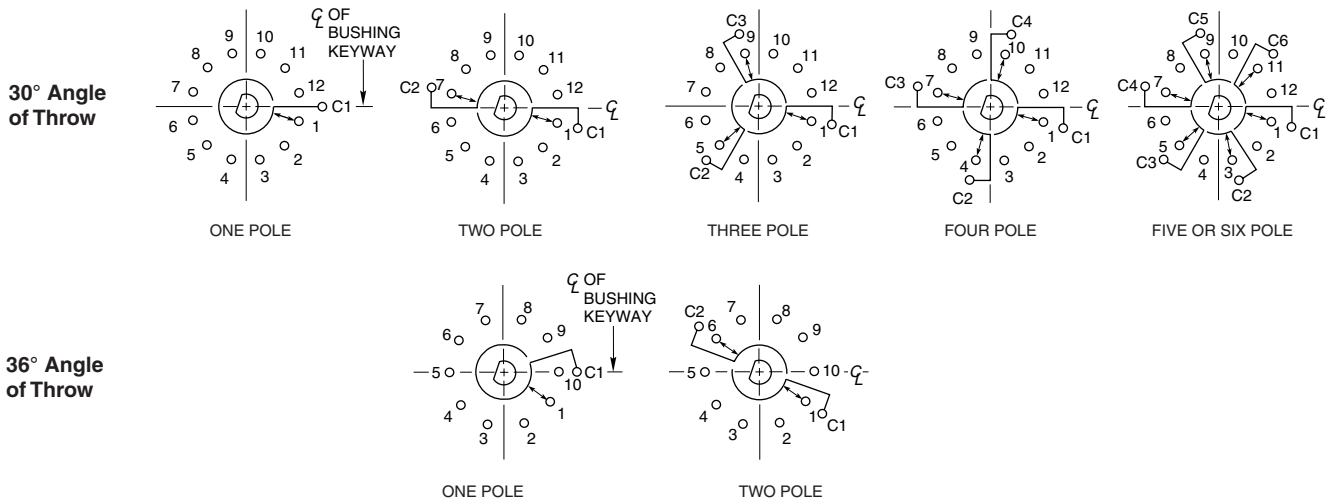 30° Angle
of Throw
℄ OF
BUSHING
KEYWAY
9 10
8 11
7 12
C1
6 1
5 2
4 3
ONE POLE
9 10
8 11
C2 7 12
℄
6 1 C1
5 2
4 3
TWO POLE
C3
9 10
8 11
7 12
℄
6 1 C1
5 2
C2 4 3
THREE POLE
C4
9 10
8 11
C3 7 12
℄
6 1 C1
5 2
4 3
C2
FOUR POLE
C5
9 10 C6
8 11
C4 7 12
℄
6 1 C1
5 2
C3 4 3
C2
FIVE OR SIX POLE
36° Angle
of Throw
℄ OF
BUSHING
KEYWAY
7 8
6 9
5 10 C1
4 1
3 2
ONE POLE
C2 7 8
6 9
5 10 ℄
4 1 C1
3 2
TWO POLE